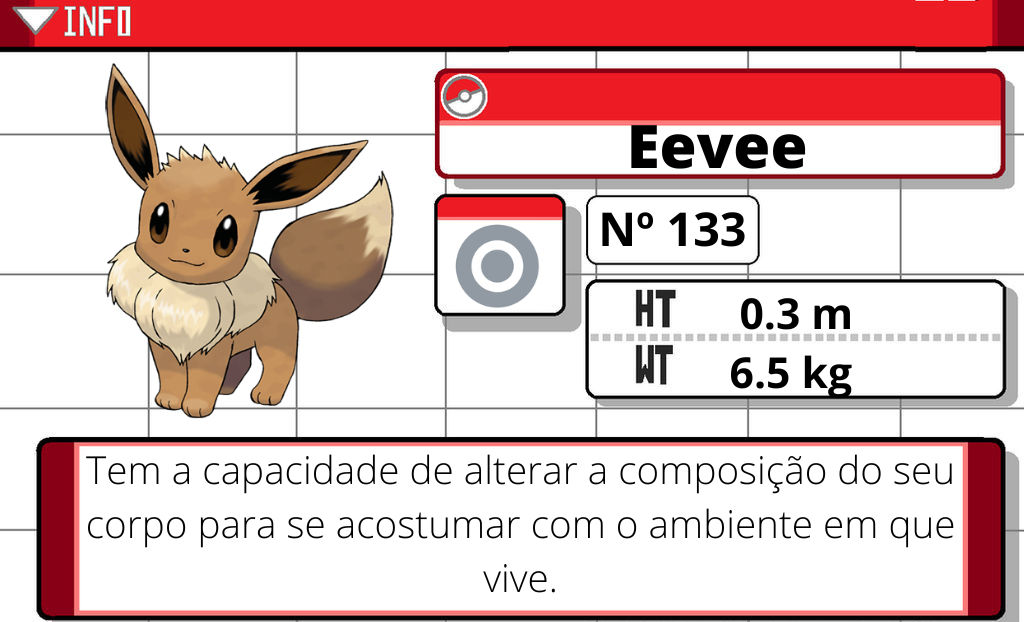 INFO
Eevee
Nº 133
HT 0.3 m
WT 6.5 kg
Tem a capacidade de alterar a composição do seu
corpo para se acostumar com o ambiente em que
vive.